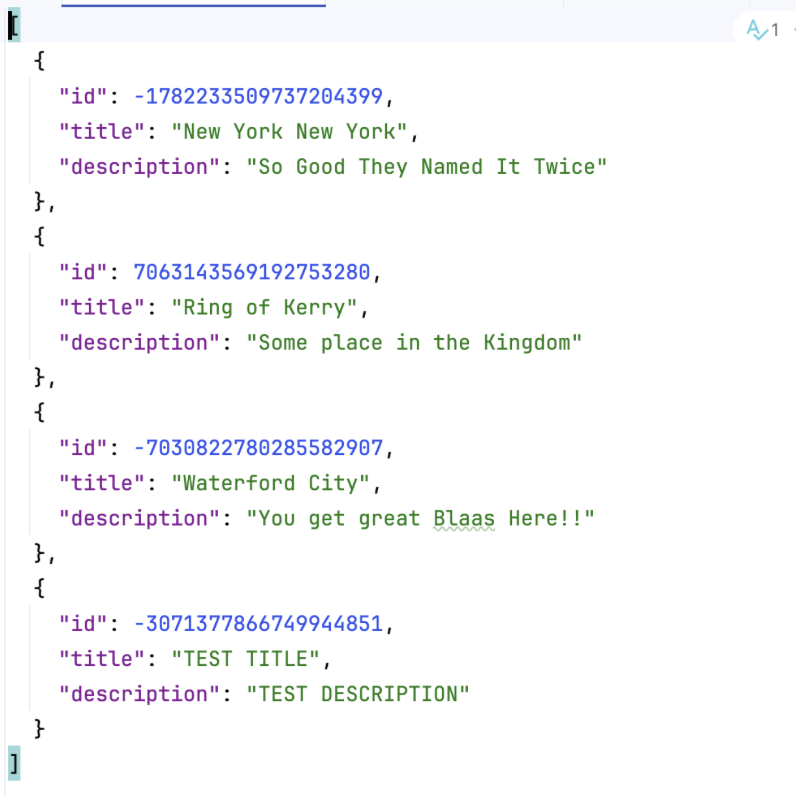 [
{
"id": -1782233509737204399,
"title": "New York New York",
"description": "So Good They Named It Twice"
},
{
"id": 7063143569192753280,
"title": "Ring of Kerry",
"description": "Some place in the Kingdom"
},
{
"id": -7030822780285582907,
"title": "Waterford City",
"description": "You get great Blaas Here!!"
},
{
"id": -3071377866749944851,
"title": "TEST TITLE",
"description": "TEST DESCRIPTION"
}
]
A 1